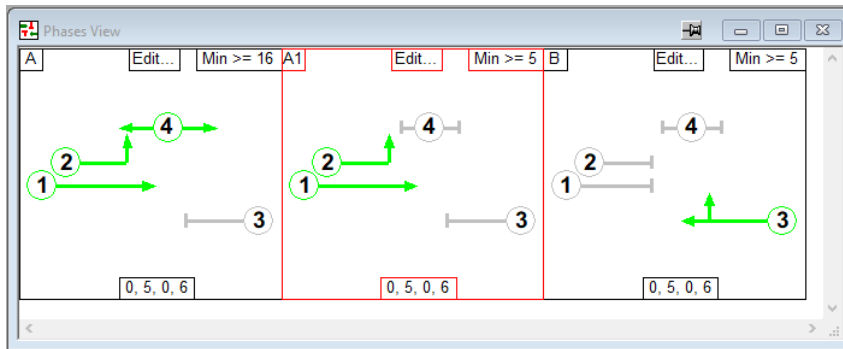 Phases View
A Edit... Min >= 16 A1 Edit... Min >= 5 B Edit... Min >= 5
4 4 4
2 2 2
1 1 1
3 3 3
0, 5, 0, 6 0, 5, 0, 6 0, 5, 0, 6